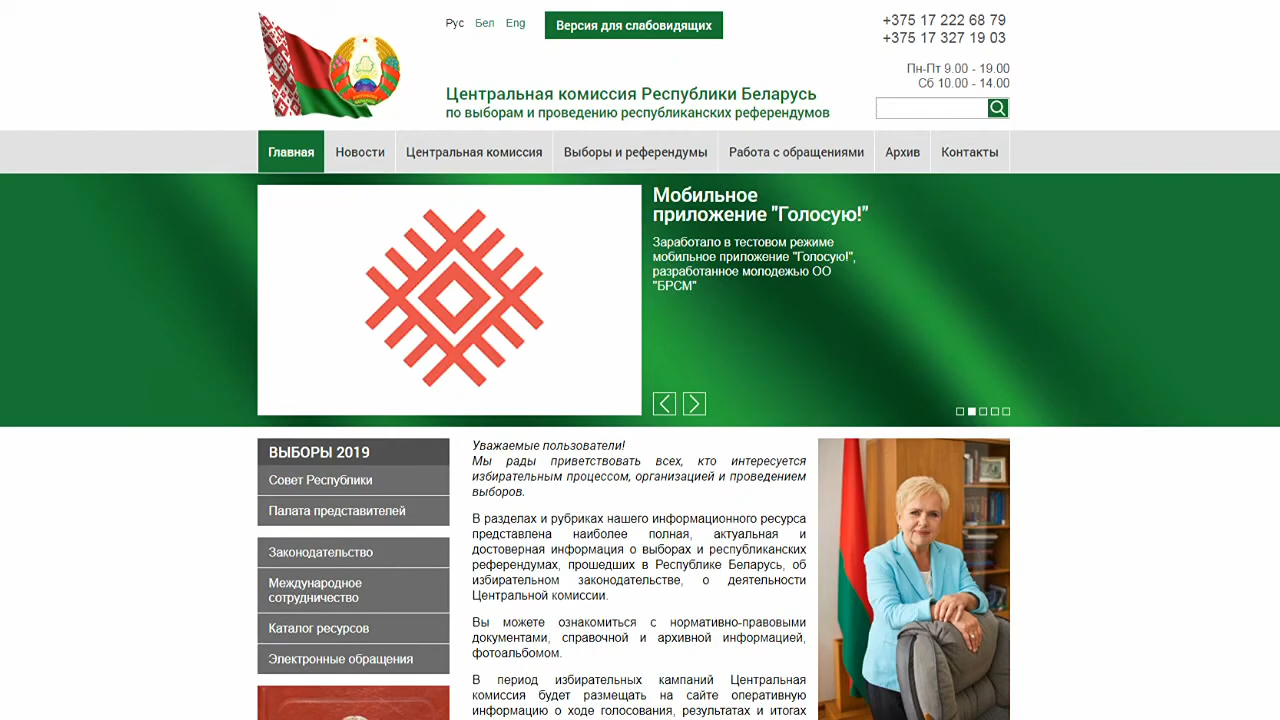 Рус Бел Eng
Версия для слабовидящих
+375 17 222 68 79
+375 17 327 19 03
Пн-Пт 9.00 - 19.00
Сб 10.00 - 14.00
Центральная комиссия Республики Беларусь
по выборам и проведению республиканских референдумов
Главная Новости Центральная комиссия Выборы и референдумы Работа с обращениями Архив Контакты
Мобильное
приложение "Голосую!"
Заработало в тестовом режиме
мобильное приложение "Голосую!",
разработанное молодежью ОО
"БРСМ"
ВЫБОРЫ 2019
Совет Республики
Палата представителей
Законодательство
Международное
сотрудничество
Каталог ресурсов
Электронные обращения
Уважаемые пользователи!
Мы рады приветствовать всех, кто интересуется
избирательным процессом, организацией и проведением
выборов.
В разделах и рубриках нашего информационного ресурса
представлена наиболее полная, актуальная и
достоверная информация о выборах и республиканских
референдумах, прошедших в Республике Беларусь, об
избирательном законодательстве, о деятельности
Центральной комиссии.
Вы можете ознакомиться с нормативно-правовыми
документами, справочной и архивной информацией,
фотоальбомом.
В период избирательных кампаний Центральная
комиссия будет размещать на сайте оперативную
информацию о ходе голосования, результатах и итогах